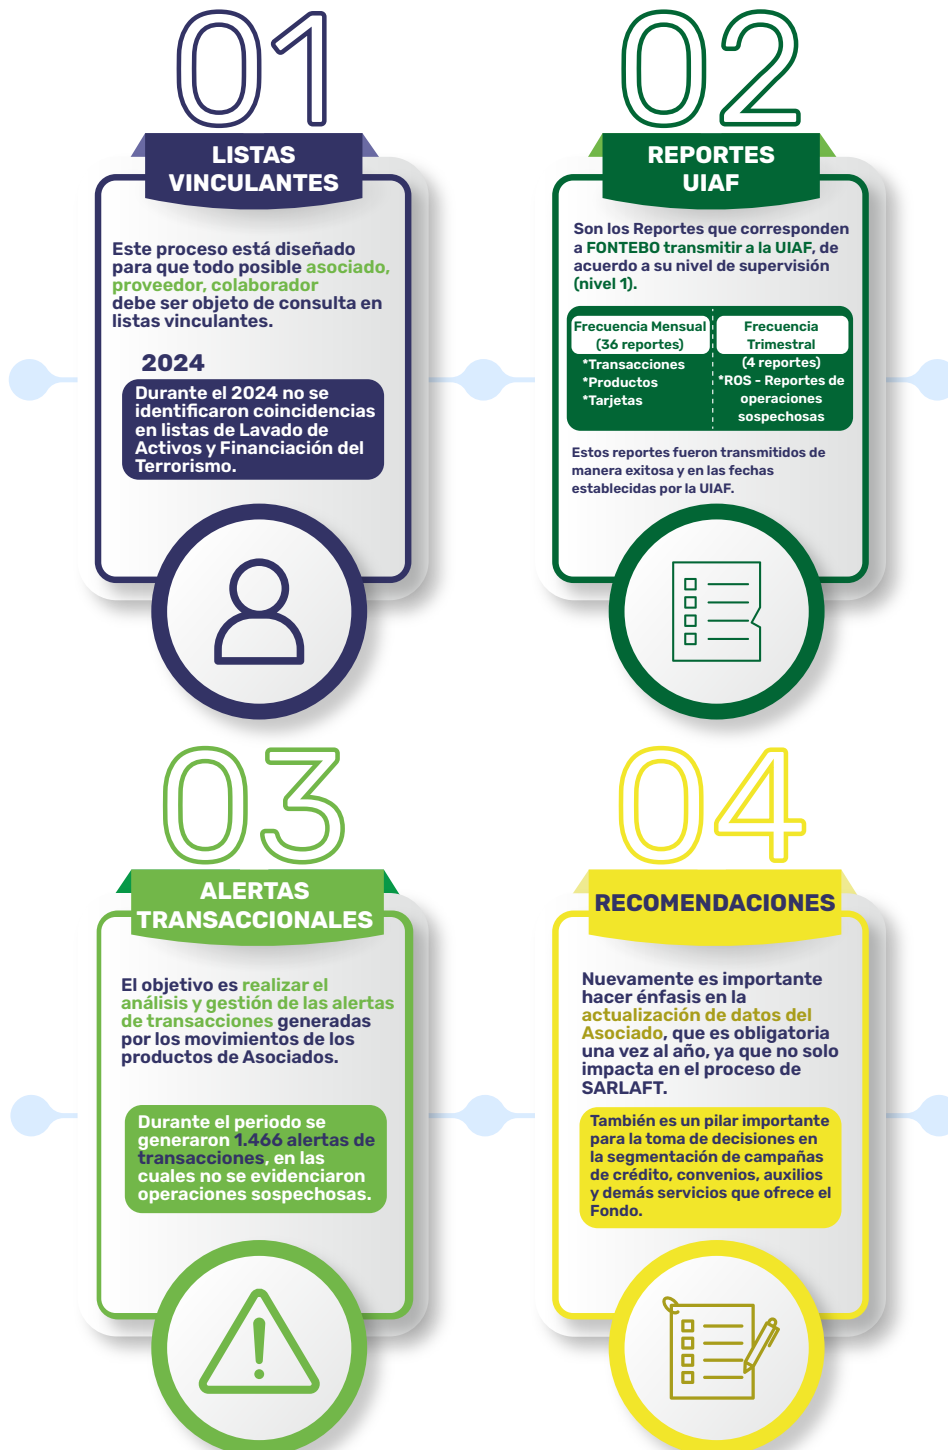 01
LISTAS
VINCULANTES
Este proceso está diseñado
para que todo posible asociado,
proveedor, colaborador
debe ser objeto de consulta en
listas vinculantes.
2024
Durante el 2024 no se
identificaron coincidencias
en listas de Lavado de
Activos y Financiación del
Terrorismo.
02
REPORTES
UIAF
Son los Reportes que corresponden
a FONTEBO transmitir a la UIAF, de
acuerdo a su nivel de supervisión
(nivel 1).
Frecuencia Mensual
(36 reportes)
*Transacciones
*Productos
*Tarjetas
Frecuencia
Trimestral
(4 reportes)
*ROS - Reportes de
operaciones
sospechosas
Estos reportes fueron transmitidos de
manera exitosa y en las fechas
establecidas por la UIAF.
03
ALERTAS
TRANSACCIONALES
El objetivo es realizar el
análisis y gestión de las alertas
de transacciones generadas
por los movimientos de los
productos de Asociados.
Durante el periodo se
generaron 1.466 alertas de
transacciones, en las
cuales no se evidenciaron
operaciones sospechosas.
04
RECOMENDACIONES
Nuevamente es importante
hacer énfasis en la
actualización de datos del
Asociado, que es obligatoria
una vez al año, ya que no solo
impacta en el proceso de
SARLAFT.
También es un pilar importante
para la toma de decisiones en
la segmentación de campañas
de crédito, convenios, auxilios
y demás servicios que ofrece el
Fondo.